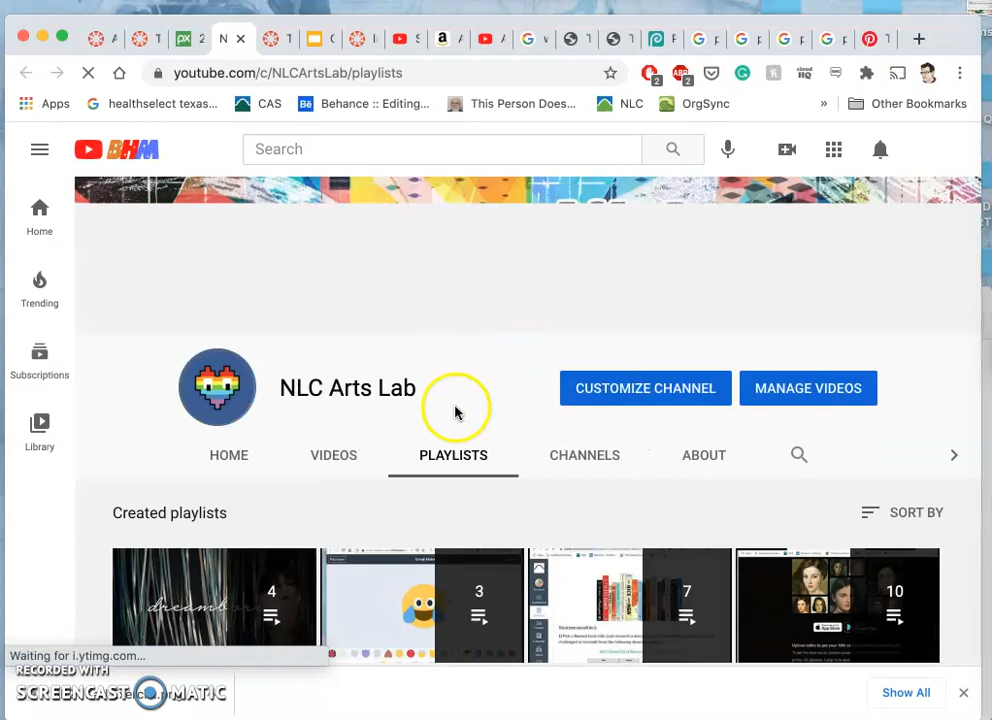 N
youtube.com/c/NLCArtsLab/playlists
2
2
Apps healthselect texas... CAS Behance :: Editing... This Person Does... NLC OrgSync » Other Bookmarks
BHM Search
Home
Trending
Subscriptions
Library
NLC Arts Lab
CUSTOMIZE CHANNEL MANAGE VIDEOS
HOME VIDEOS PLAYLISTS CHANNELS ABOUT
Created playlists SORT BY
4 3 7 10
Waiting for i.ytimg.com...
RECORDED WITH
SCREENCAST MATIC
Show All